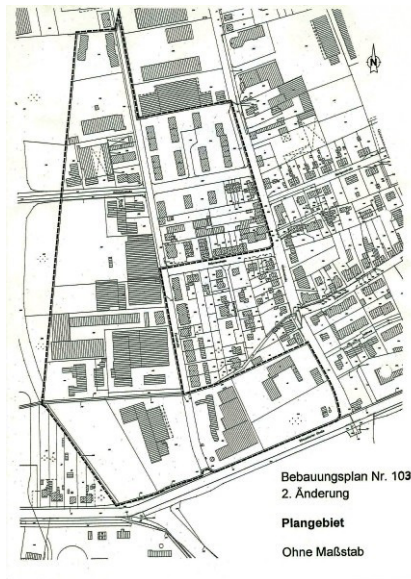 N
Bebauungsplan Nr. 103
2. Änderung
Plangebiet
Ohne Maßstab